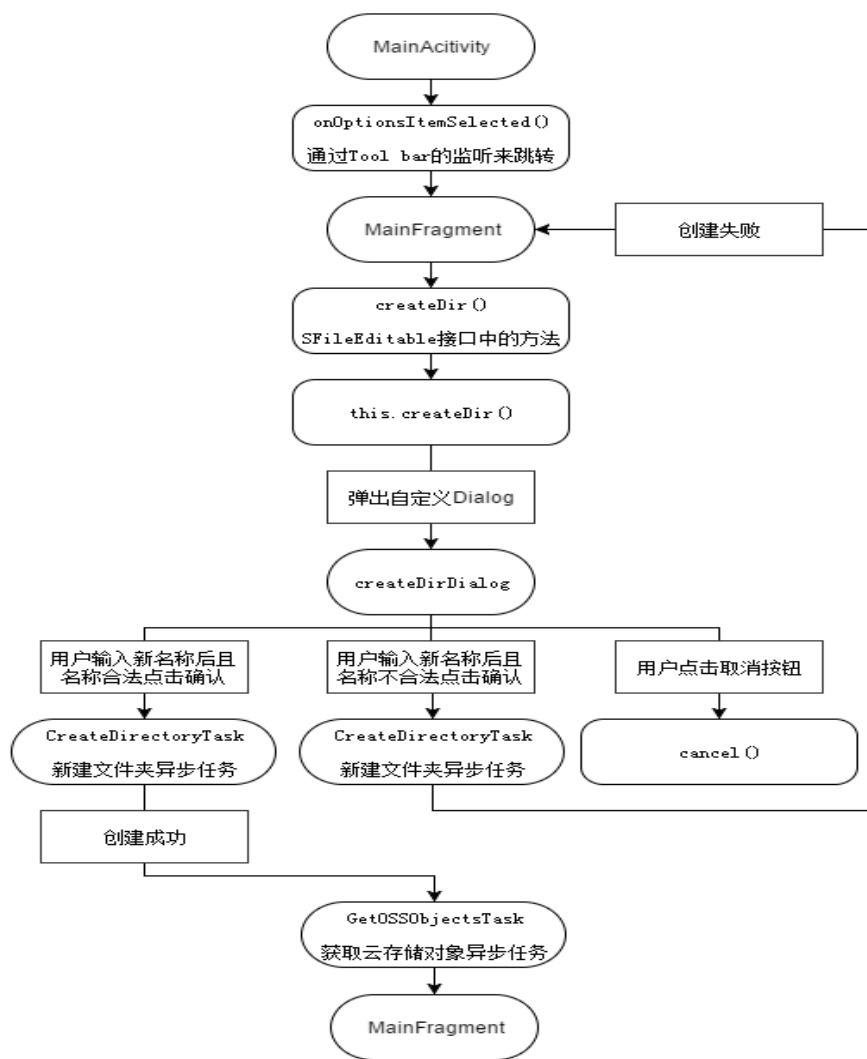 MainAcitivity
onOptionsItemSelected()
通过Tool bar的监听来跳转
MainFragment
创建失败
createDir()
SFileEditable接口中的方法
this.createDir()
弹出自定义Dialog
createDirDialog
用户输入新名称后且
名称合法点击确认
用户输入新名称后且
名称不合法点击确认
用户点击取消按钮
CreateDirectoryTask
新建文件夹异步任务
CreateDirectoryTask
新建文件夹异步任务
cancel()
创建成功
GetOSSObjectsTask
获取云存储对象异步任务
MainFragment